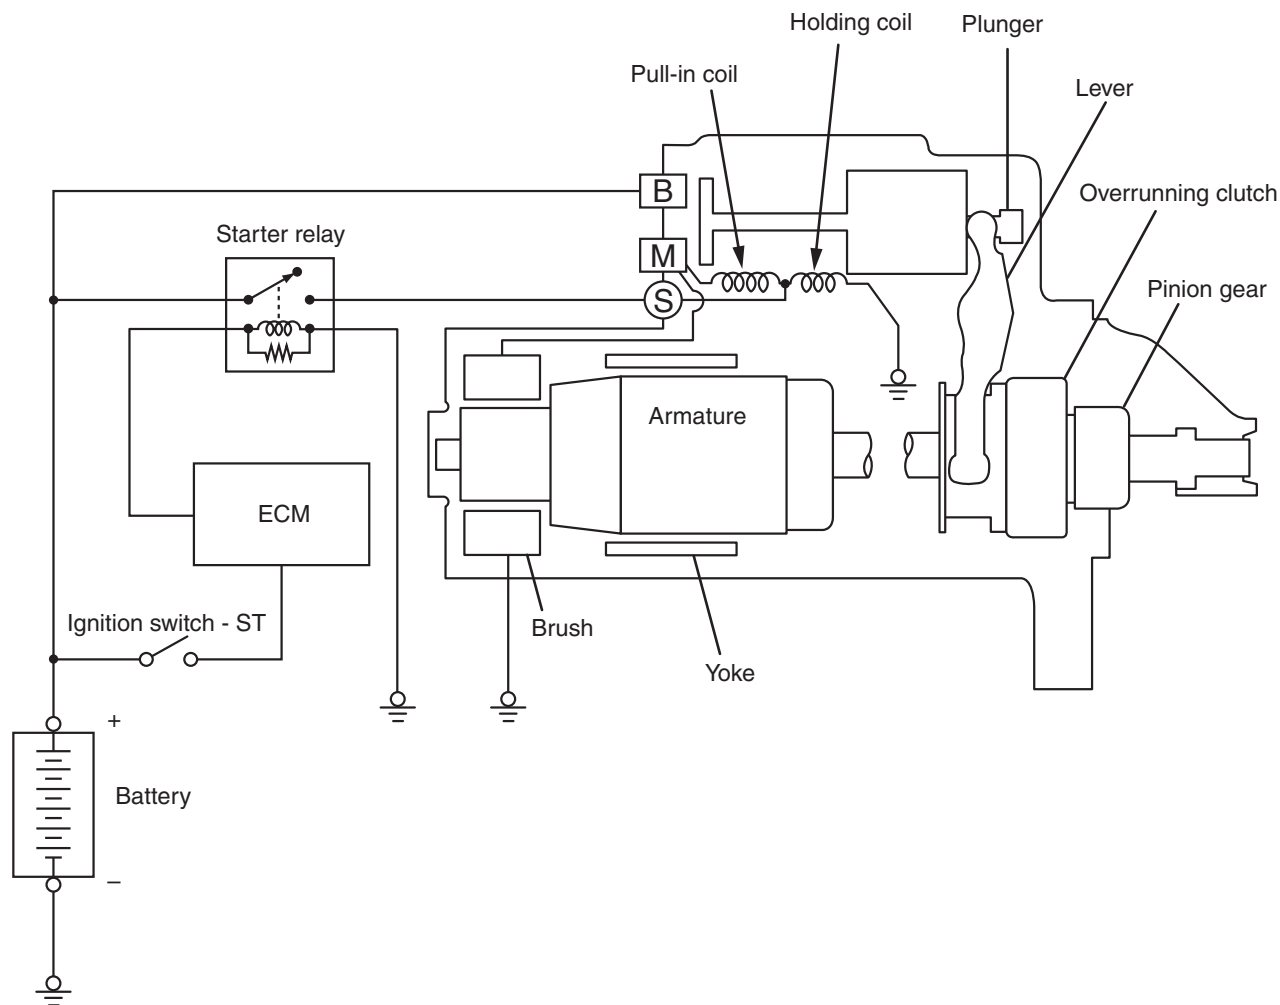 Holding coil
Plunger
Pull-in coil
Lever
B
Overrunning clutch
Starter relay
M
Pinion gear
S
Armature
ECM
Ignition switch - ST
Brush
Yoke
+
Battery
–